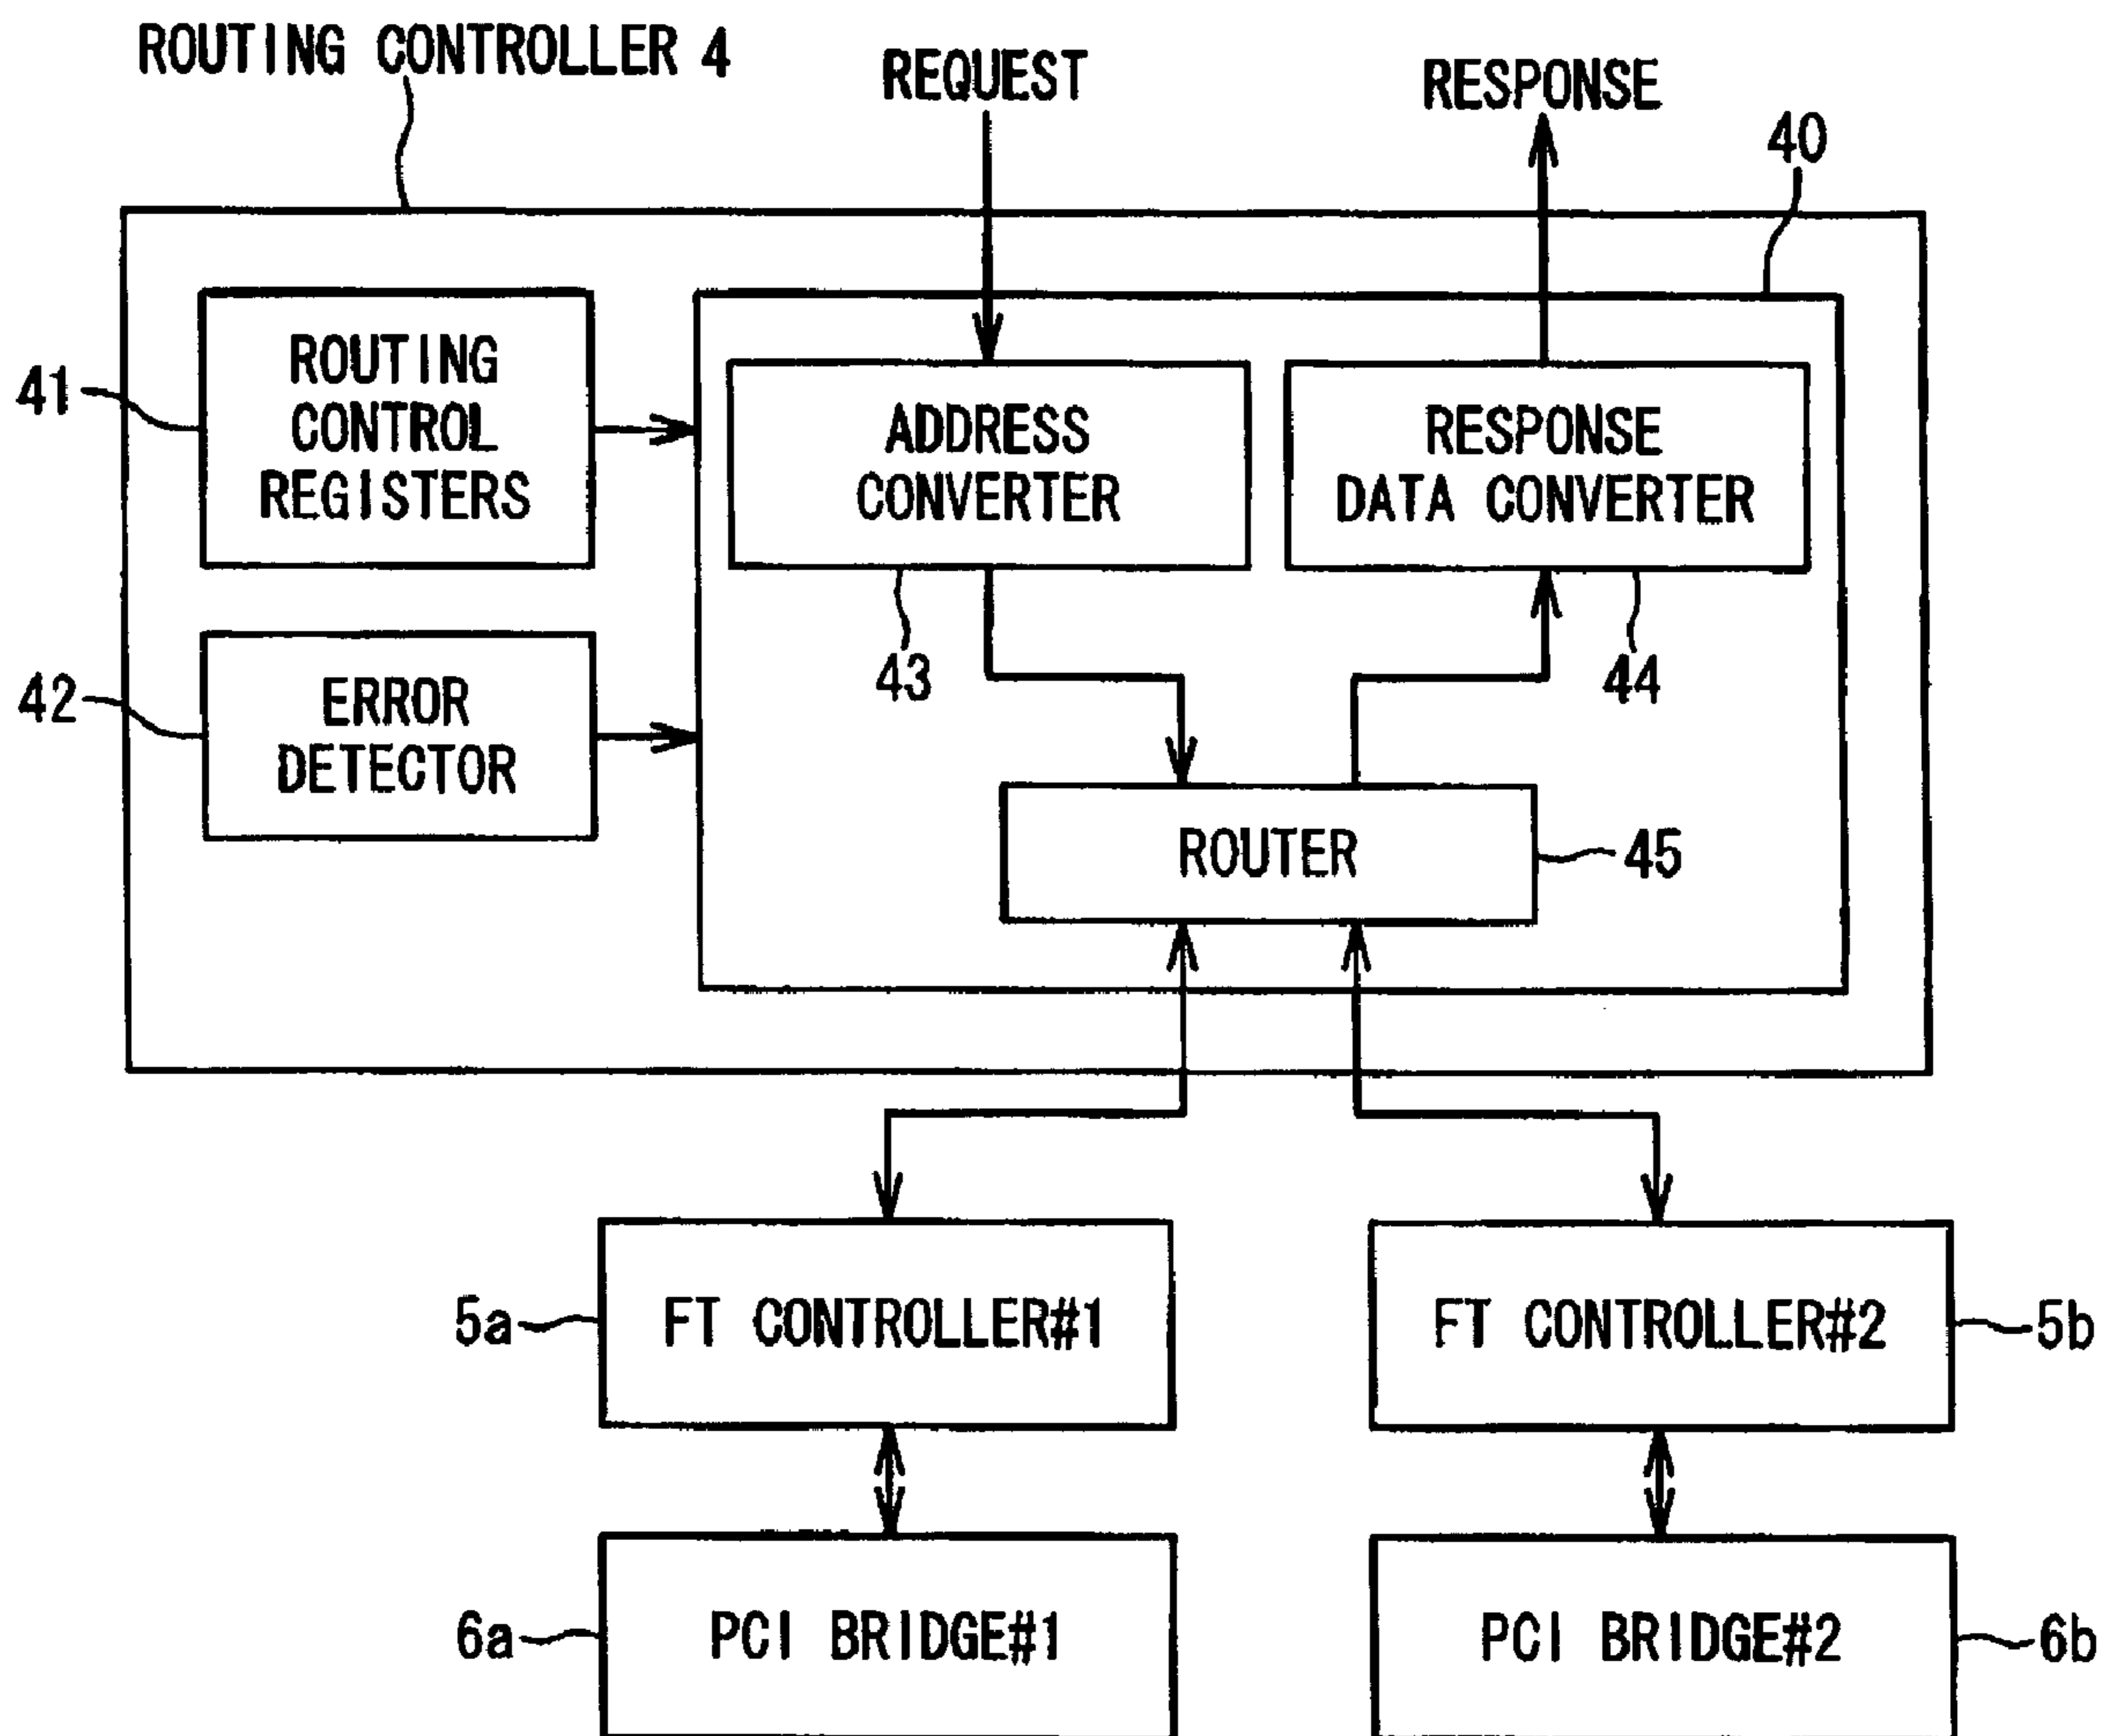 ROUTING CONTROLLER 4
REQUEST
RESPONSE
40
41
ROUTING
CONTROL
REGISTERS
ADDRESS
CONVERTER
RESPONSE
DATA CONVERTER
42
ERROR
DETECTOR
43
44
ROUTER
45
5a
FT CONTROLLER#1
FT CONTROLLER#2
5b
6a
PCI BRIDGE#1
PCI BRIDGE#2
6b